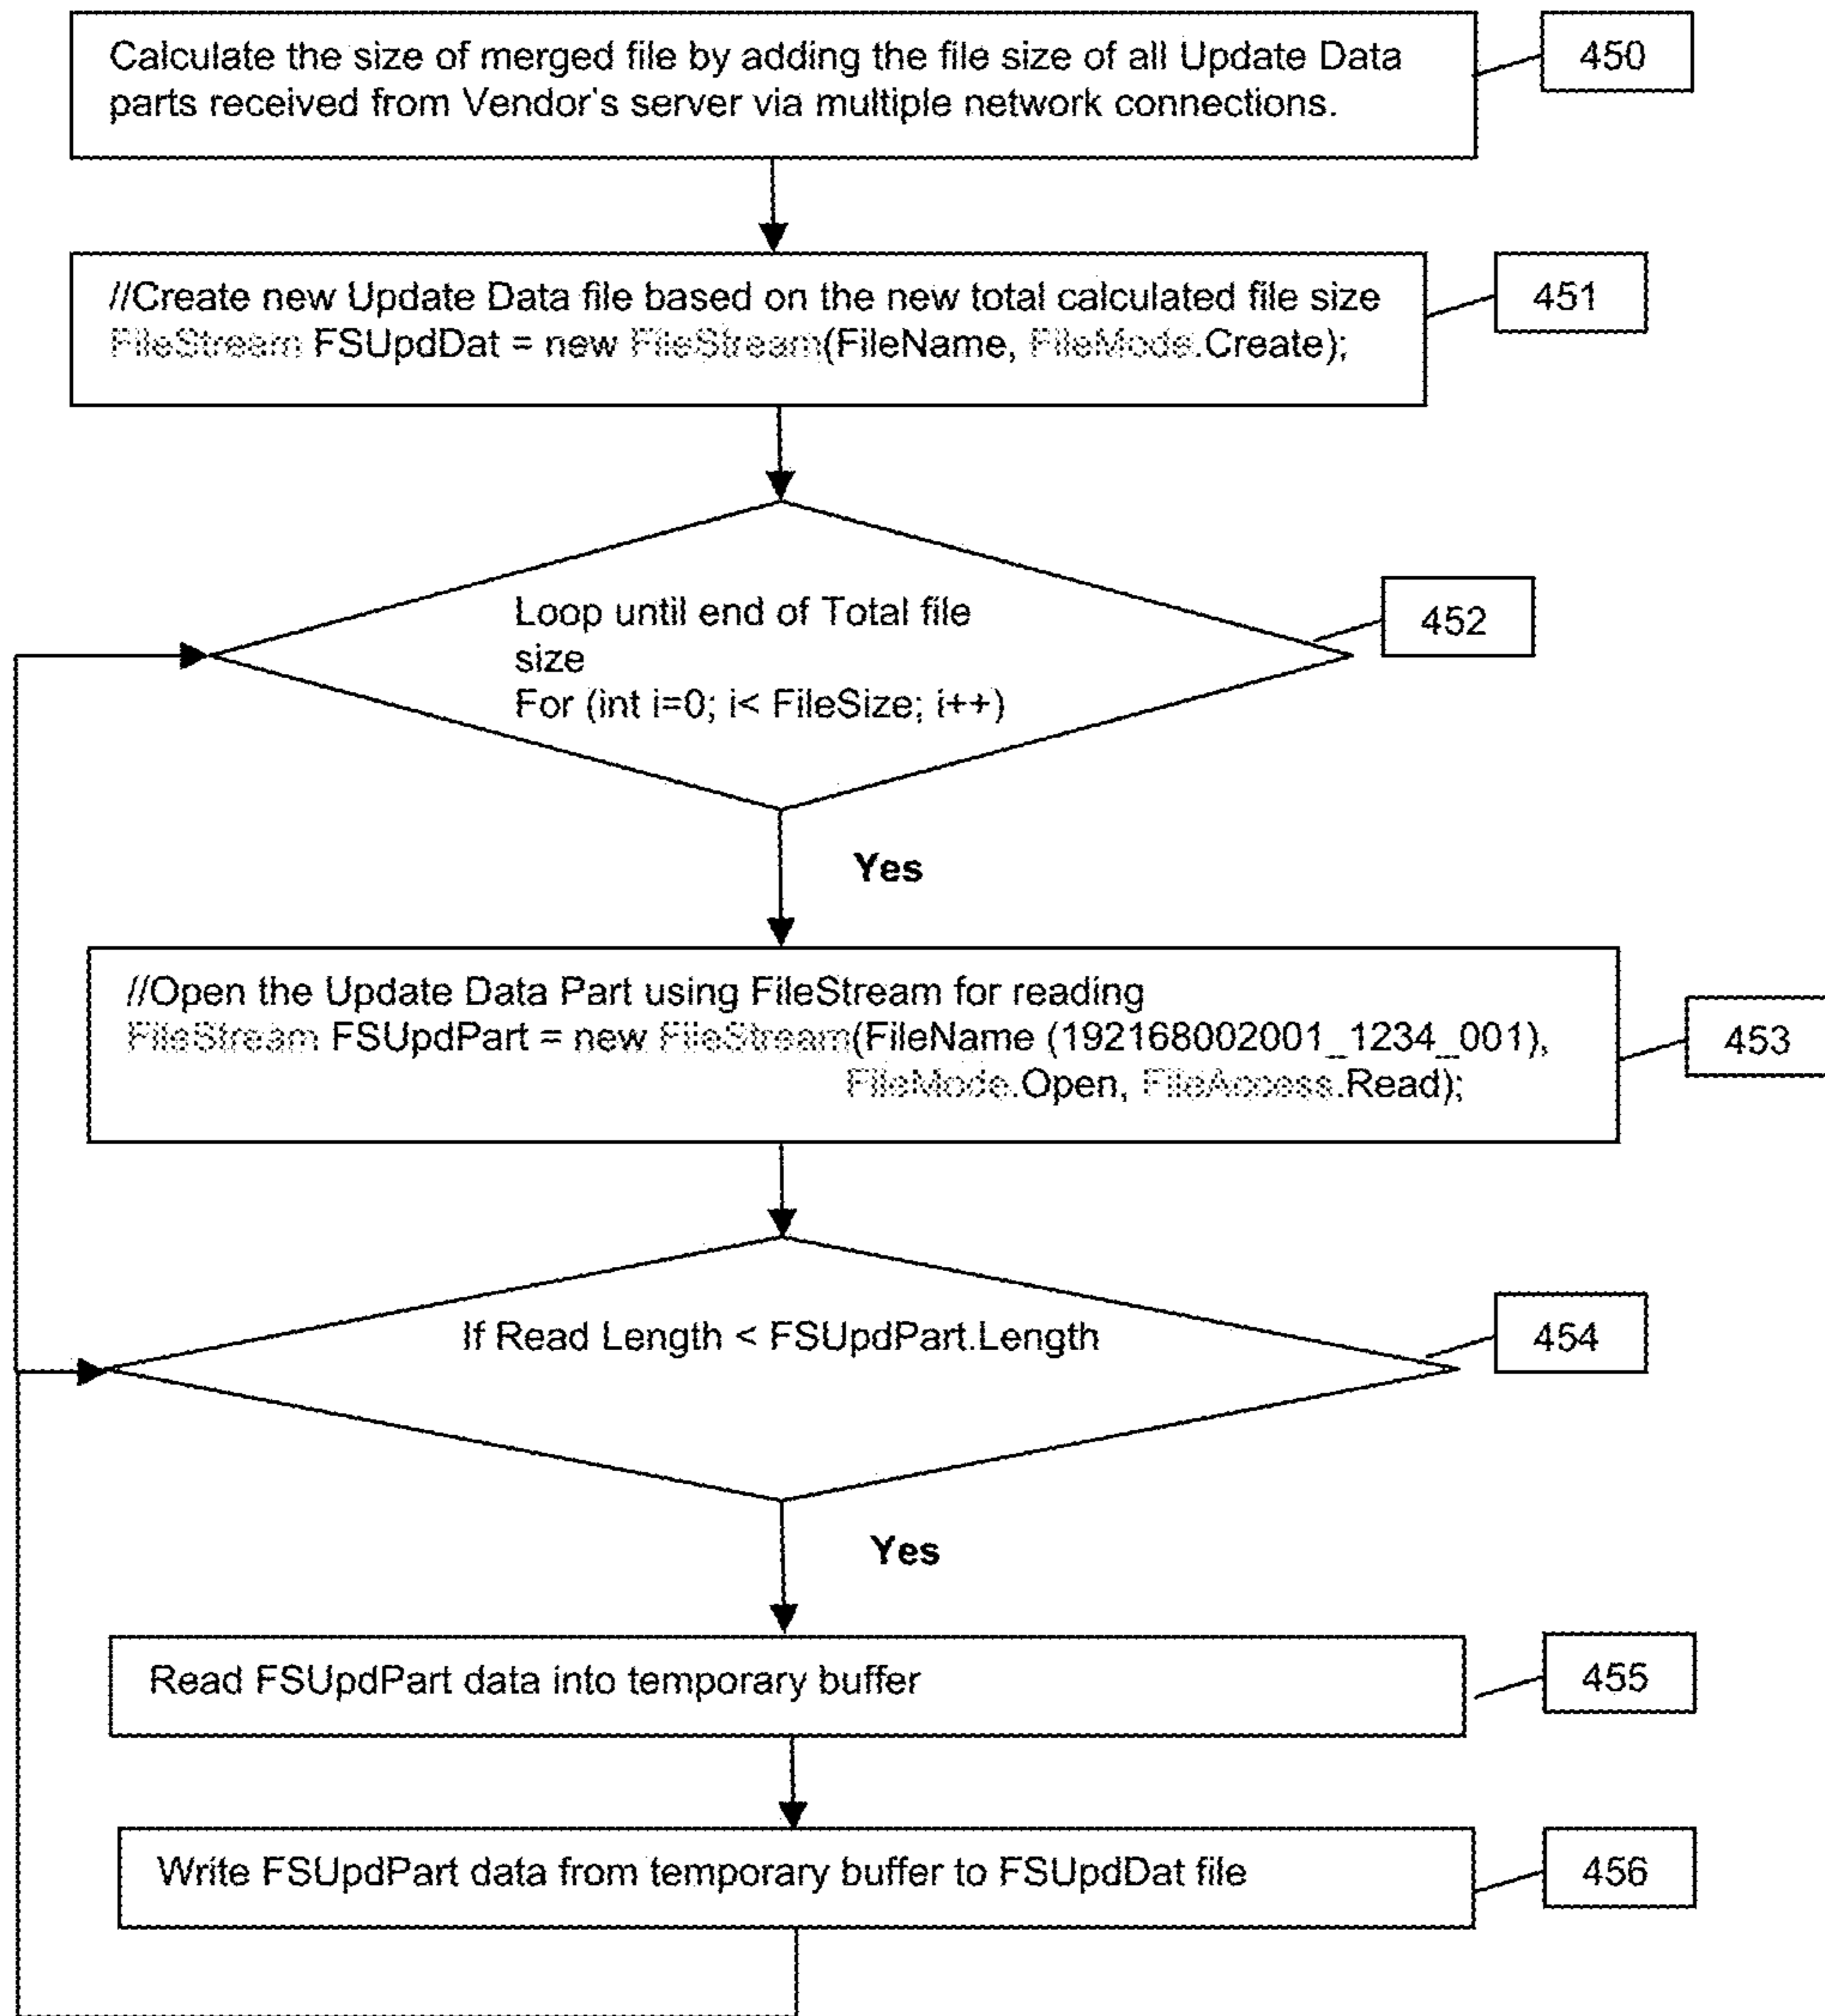 Calculate the size of merged file by adding the file size of all Update Data
parts received from Vendor's server via multiple network connections.
450
//Create new Update Data file based on the new total calculated file size
FileStream FSUpdDat = new FileStream(FileName, FileMode.Create);
451
Loop until end of Total file
size
For (int i=0; i< FileSize; i++)
452
Yes
//Open the Update Data Part using FileStream for reading
FileStream FSUpdPart = new FileStream(FileName (192168002001_1234_001),
FileMode.Open, FileAccess.Read);
453
If Read Length < FSUpdPart.Length
454
Yes
Read FSUpdPart data into temporary buffer
455
Write FSUpdPart data from temporary buffer to FSUpdDat file
456